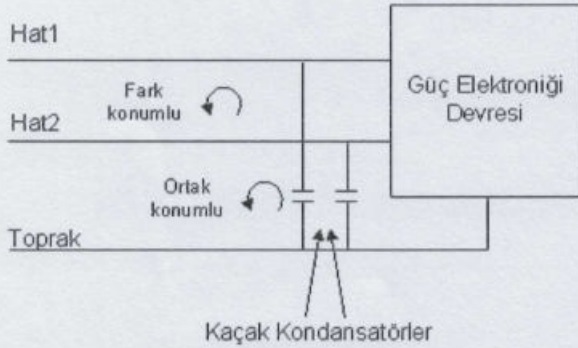 Hat1
Güç Elektroniği
Devresi
Fark
konumlu
Hat2
Ortak
konumlu
Toprak
Kaçak Kondansatörler